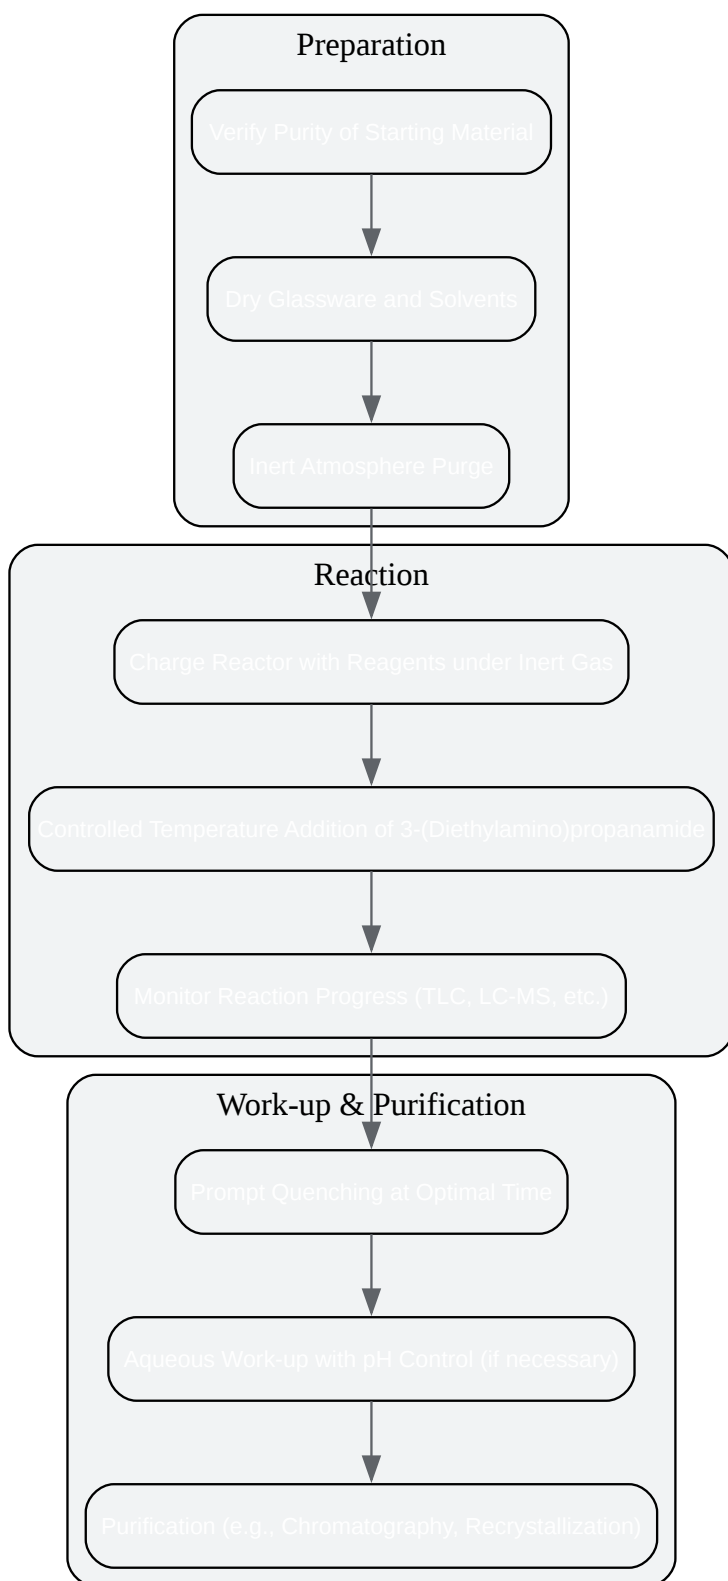 Preparation
Verify Purity of Starting Material
Dry Glassware and Solvents
Inert Atmosphere Purge
Reaction
Charge Reactor with Reagents under Inert Gas
Controlled Temperature Addition of 3-(Diethylamino)propanamide
Monitor Reaction Progress (TLC, LC-MS, etc.)
Work-up & Purification
Prompt Quenching at Optimal Time
Aqueous Work-up with pH Control (if necessary)
Purification (e.g., Chromatography, Recrystallization)